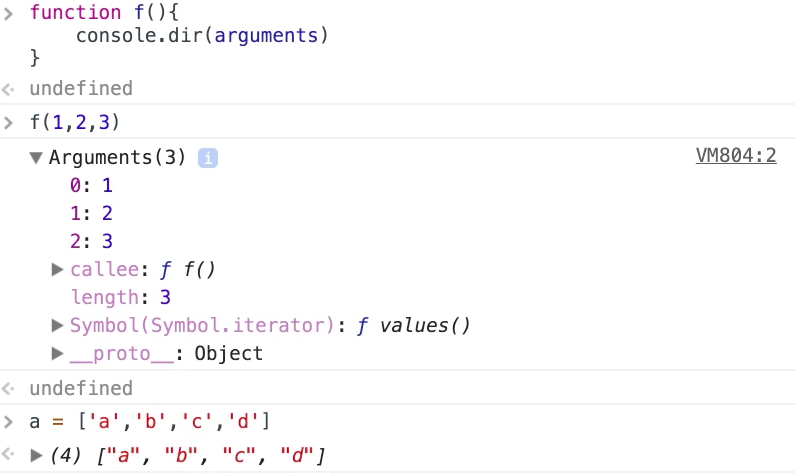 function f(){
    console.dir(arguments)
}
undefined
f(1,2,3)
Arguments(3) i VM804:2
0: 1
1: 2
2: 3
callee: ƒ f()
length: 3
Symbol(Symbol.iterator): ƒ values()
__proto__: Object
undefined
a = ['a','b','c','d']
(4) ["a", "b", "c", "d"]